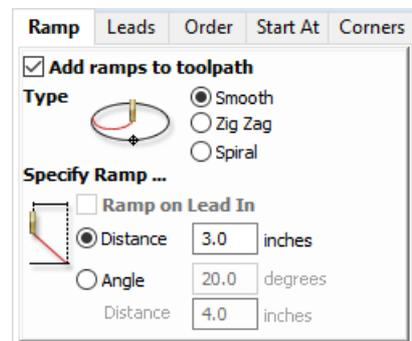 Ramp Leads Order Start At Corners
Add ramps to toolpath
Type
Smooth
Zig Zag
Spiral
Specify Ramp ...
Ramp on Lead In
Distance 3.0 inches
Angle 20.0 degrees
Distance 4.0 inches